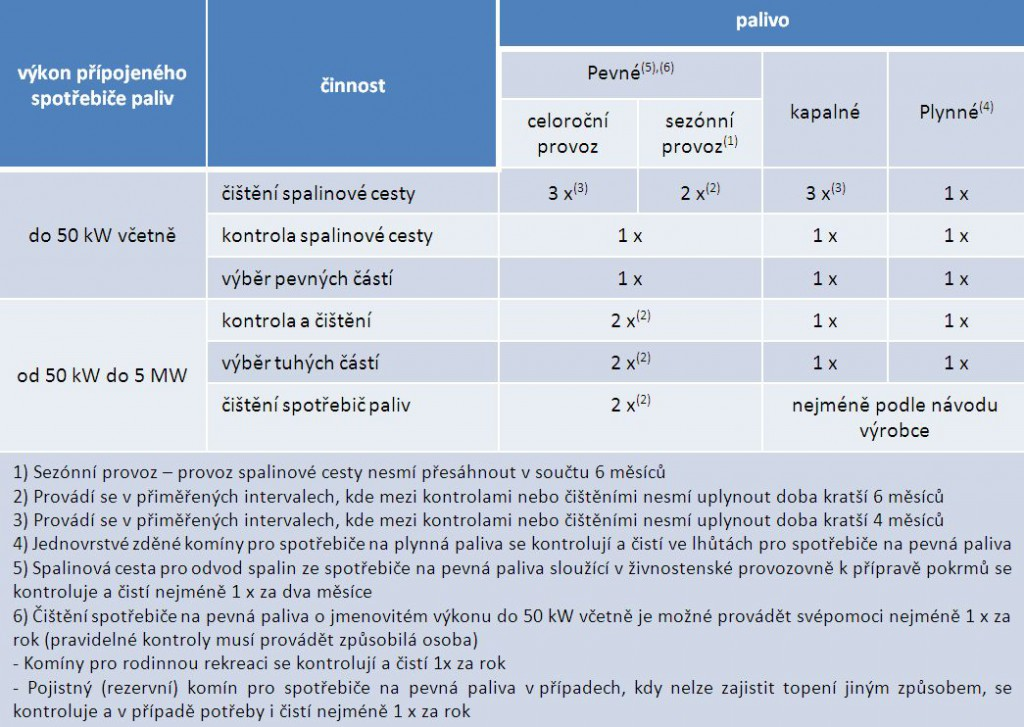 výkon přípojeného
spotřebiče paliv
činnost
palivo
Pevné(5),(6)
kapalné
Plynné(4)
celoroční
provoz
sezónní
provoz(1)
do 50 kW včetně
čištění spalinové cesty
3 x(3)
2 x(2)
3 x(3)
1 x
kontrola spalinové cesty
1 x
1 x
1 x
výběr pevných částí
1 x
1 x
1 x
od 50 kW do 5 MW
kontrola a čištění
2 x(2)
1 x
1 x
výběr tuhých částí
2 x(2)
1 x
1 x
čištění spotřebič paliv
2 x(2)
nejméně podle návodu
výrobce
1) Sezónní provoz – provoz spalinové cesty nesmí přesáhnout v součtu 6 měsíců
2) Provádí se v přiměřených intervalech, kde mezi kontrolami nebo čištěními nesmí uplynout doba kratší 6 měsíců
3) Provádí se v přiměřených intervalech, kde mezi kontrolami nebo čištěními nesmí uplynout doba kratší 4 měsíců
4) Jednovrstvé zděné komíny pro spotřebiče na plynná paliva se kontrolují a čistí ve lhůtách pro spotřebiče na pevná paliva
5) Spalinová cesta pro odvod spalin ze spotřebiče na pevná paliva sloužící v živnostenské provozovně k přípravě pokrmů se
kontroluje a čistí nejméně 1 x za dva měsíce
6) Čištění spotřebiče na pevná paliva o jmenovitém výkonu do 50 kW včetně je možné provádět svépomoci nejméně 1 x za
rok (pravidelné kontroly musí provádět způsobilá osoba)
- Komíny pro rodinnou rekreaci se kontrolují a čistí 1x za rok
- Pojistný (rezervní) komín pro spotřebiče na pevná paliva v případech, kdy nelze zajistit topení jiným způsobem, se
kontroluje a v případě potřeby i čistí nejméně 1 x za rok